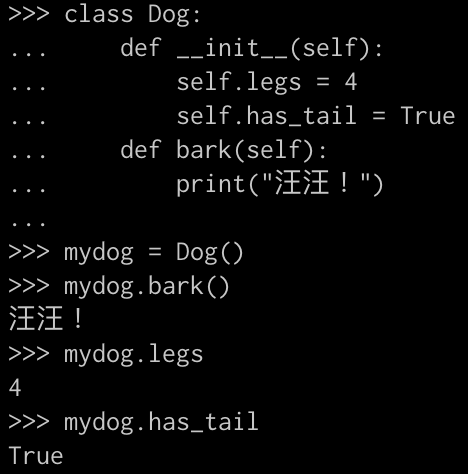 >>> class Dog:
...     def __init__(self):
...         self.legs = 4
...         self.has_tail = True
...     def bark(self):
...         print("汪汪！")
...
>>> mydog = Dog()
>>> mydog.bark()
汪汪！
>>> mydog.legs
4
>>> mydog.has_tail
True